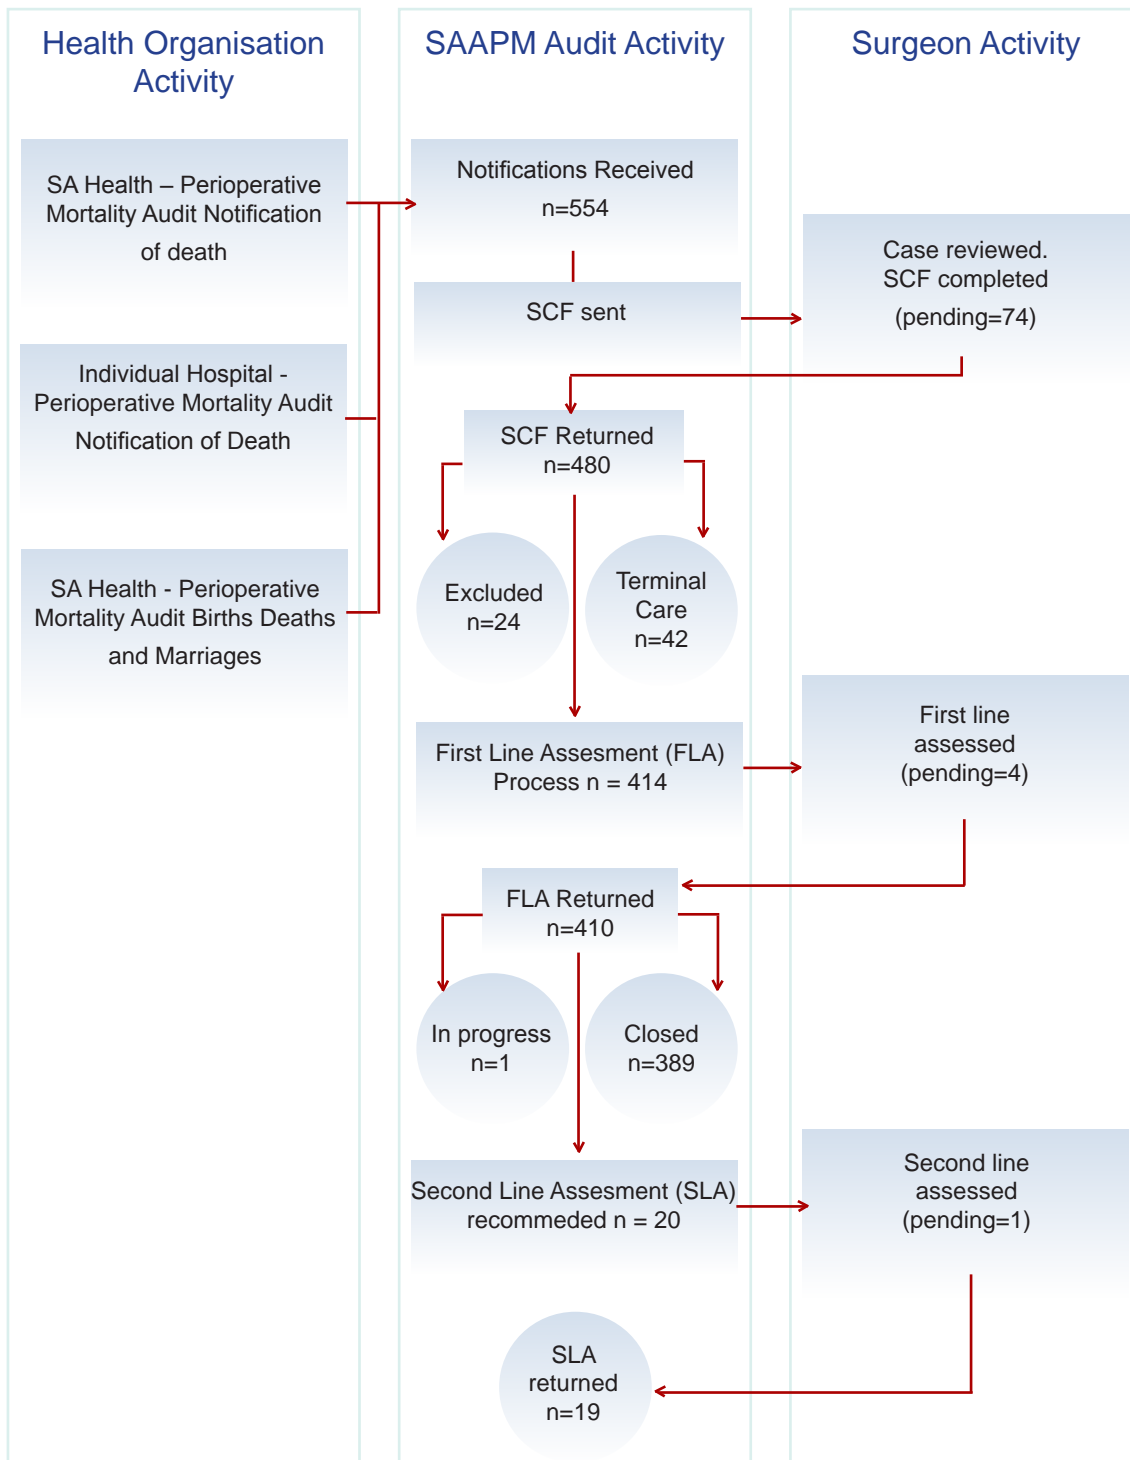 Health Organisation
Activity
SA Health – Perioperative
Mortality Audit Notification
of death
Individual Hospital -
Perioperative Mortality Audit
Notification of Death
SA Health - Perioperative
Mortality Audit Births Deaths
and Marriages
SAAPM Audit Activity
Notifications Received
n=554
SCF sent
SCF Returned
n=480
Excluded
n=24
Terminal
Care
n=42
First Line Assesment (FLA)
Process n = 414
FLA Returned
n=410
In progress
n=1
Closed
n=389
Second Line Assesment (SLA)
recommeded n = 20
SLA
returned
n=19
Surgeon Activity
Case reviewed.
SCF completed
(pending=74)
First line
assessed
(pending=4)
Second line
assessed
(pending=1)